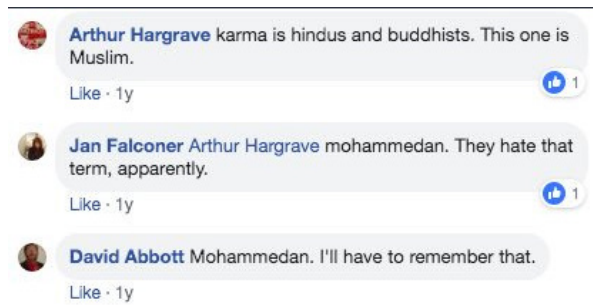 Arthur Hargrave karma is hindus and buddhists. This one is
Muslim.
1
Like · 1y
Jan Falconer Arthur Hargrave mohammedan. They hate that
term, apparently.
1
Like · 1y
David Abbott Mohammedan. I'll have to remember that.
Like · 1y